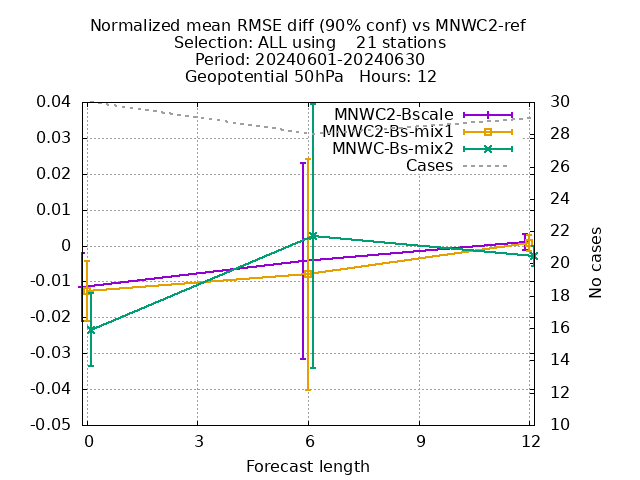 Normalized mean RMSE diff (90% conf) vs MNWC2-ref
Selection: ALL using    21 stations
Period: 20240601-20240630
Geopotential 50hPa   Hours: 12
0.04
0.03
0.02
0.01
0
-0.01
-0.02
-0.03
-0.04
-0.05
MNWC2-Bscale
MNWC2-Bs-mix1
MNWC-Bs-mix2
Cases
30
28
26
24
22
20
18
16
14
12
10
No cases
0 3 6 9 12
Forecast length